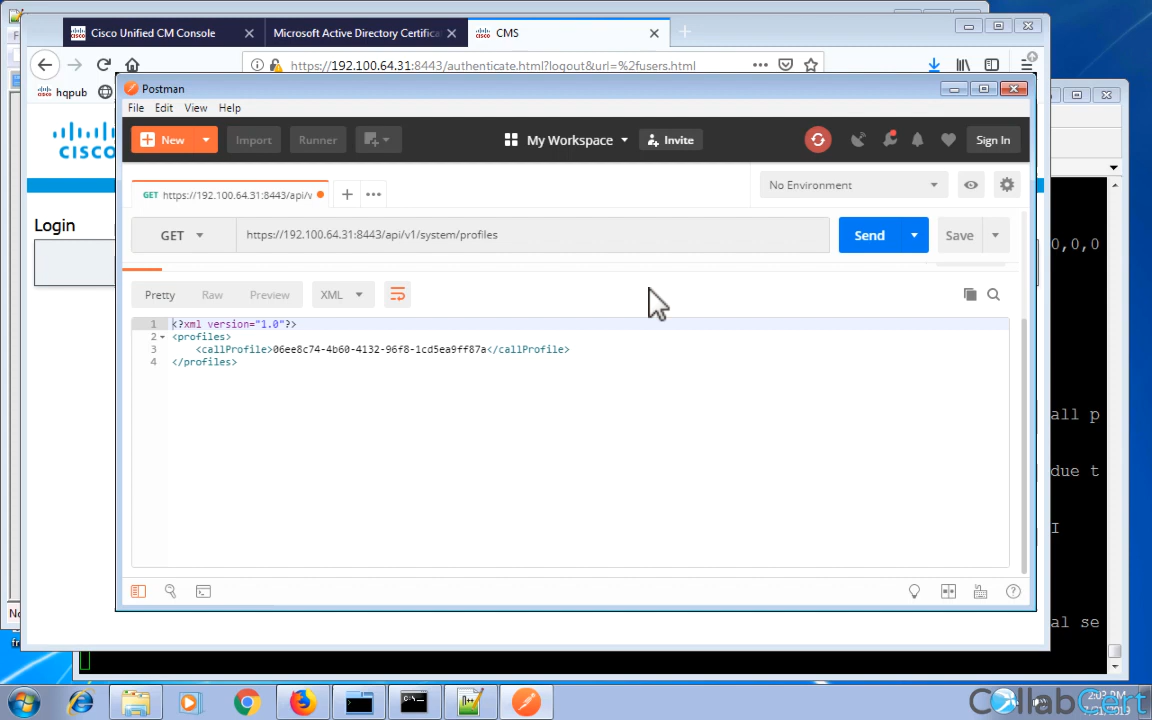 Cisco Unified CM Console
Microsoft Active Directory Certifica
CMS
https://192.100.64.31:8443/authenticate.html?logout&url=%2fusers.html
hqpub
cisco
Login
Postman
File Edit View Help
New
Import
Runner
My Workspace
Invite
Sign In
GET https://192.100.64.31:8443/api/v
No Environment
GET
https://192.100.64.31:8443/api/v1/system/profiles
Send
Save
0,0,0
Pretty
Raw
Preview
XML
1 <?xml version="1.0"?>
2 <profiles>
3 <callProfile>06ee8c74-4b60-4132-96f8-1cd5ea9ff87a</callProfile>
4 </profiles>
all p
due t
I
al se
CollabCert